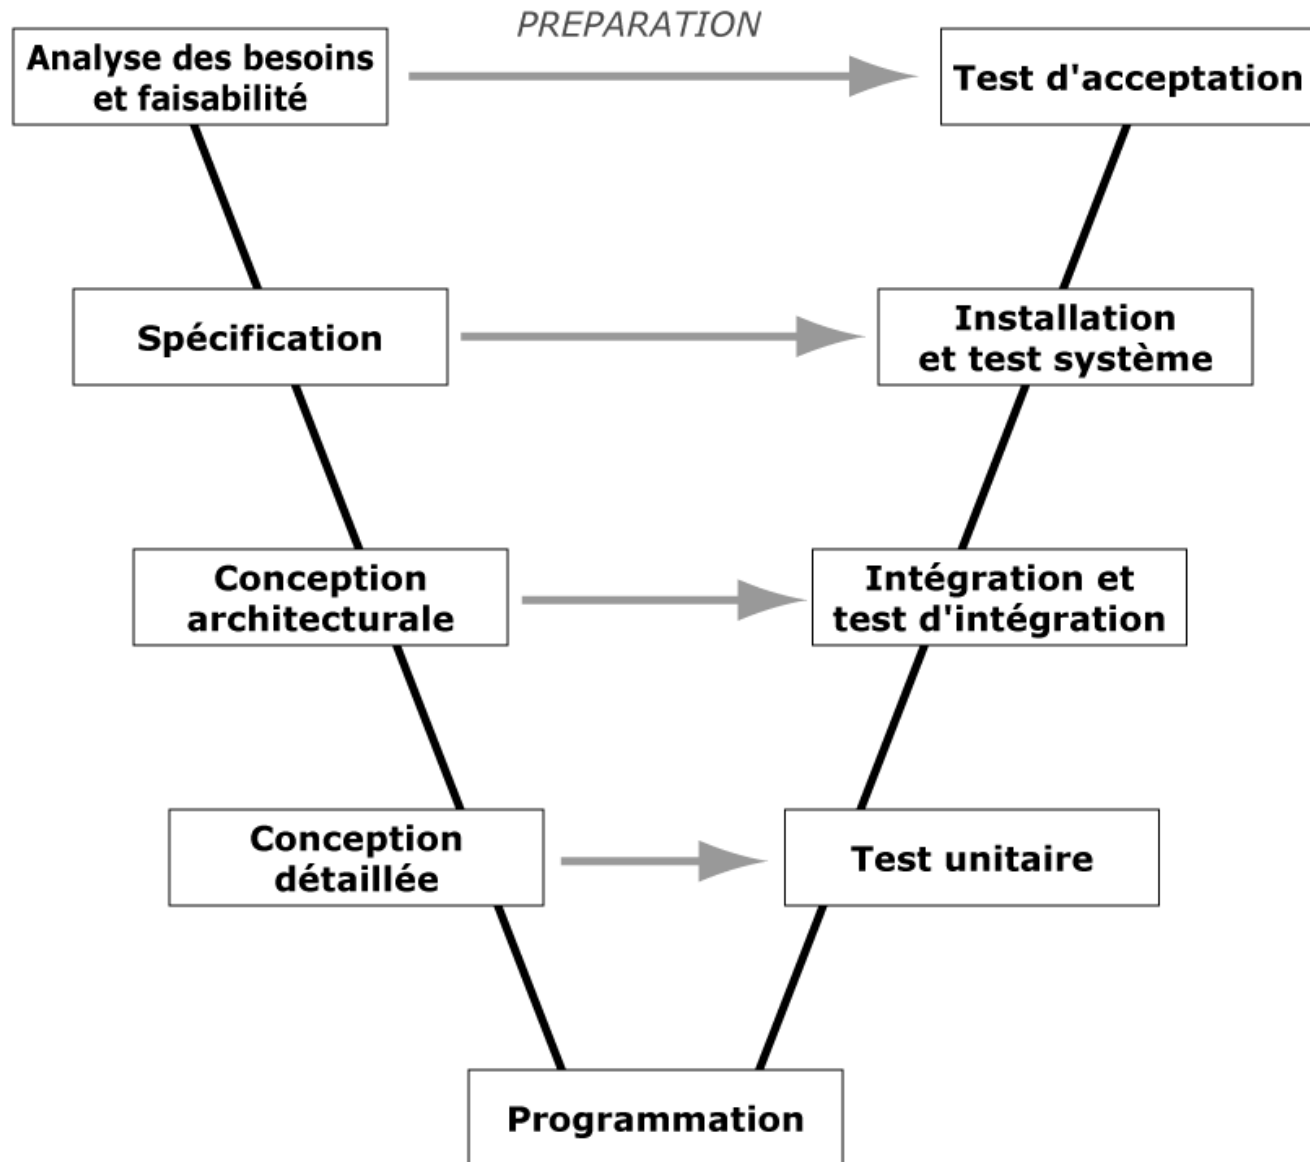 PREPARATION
Analyse des besoins
et faisabilité
Test d'acceptation
Spécification
Installation
et test système
Conception
architecturale
Intégration et
test d'intégration
Conception
détaillée
Test unitaire
Programmation